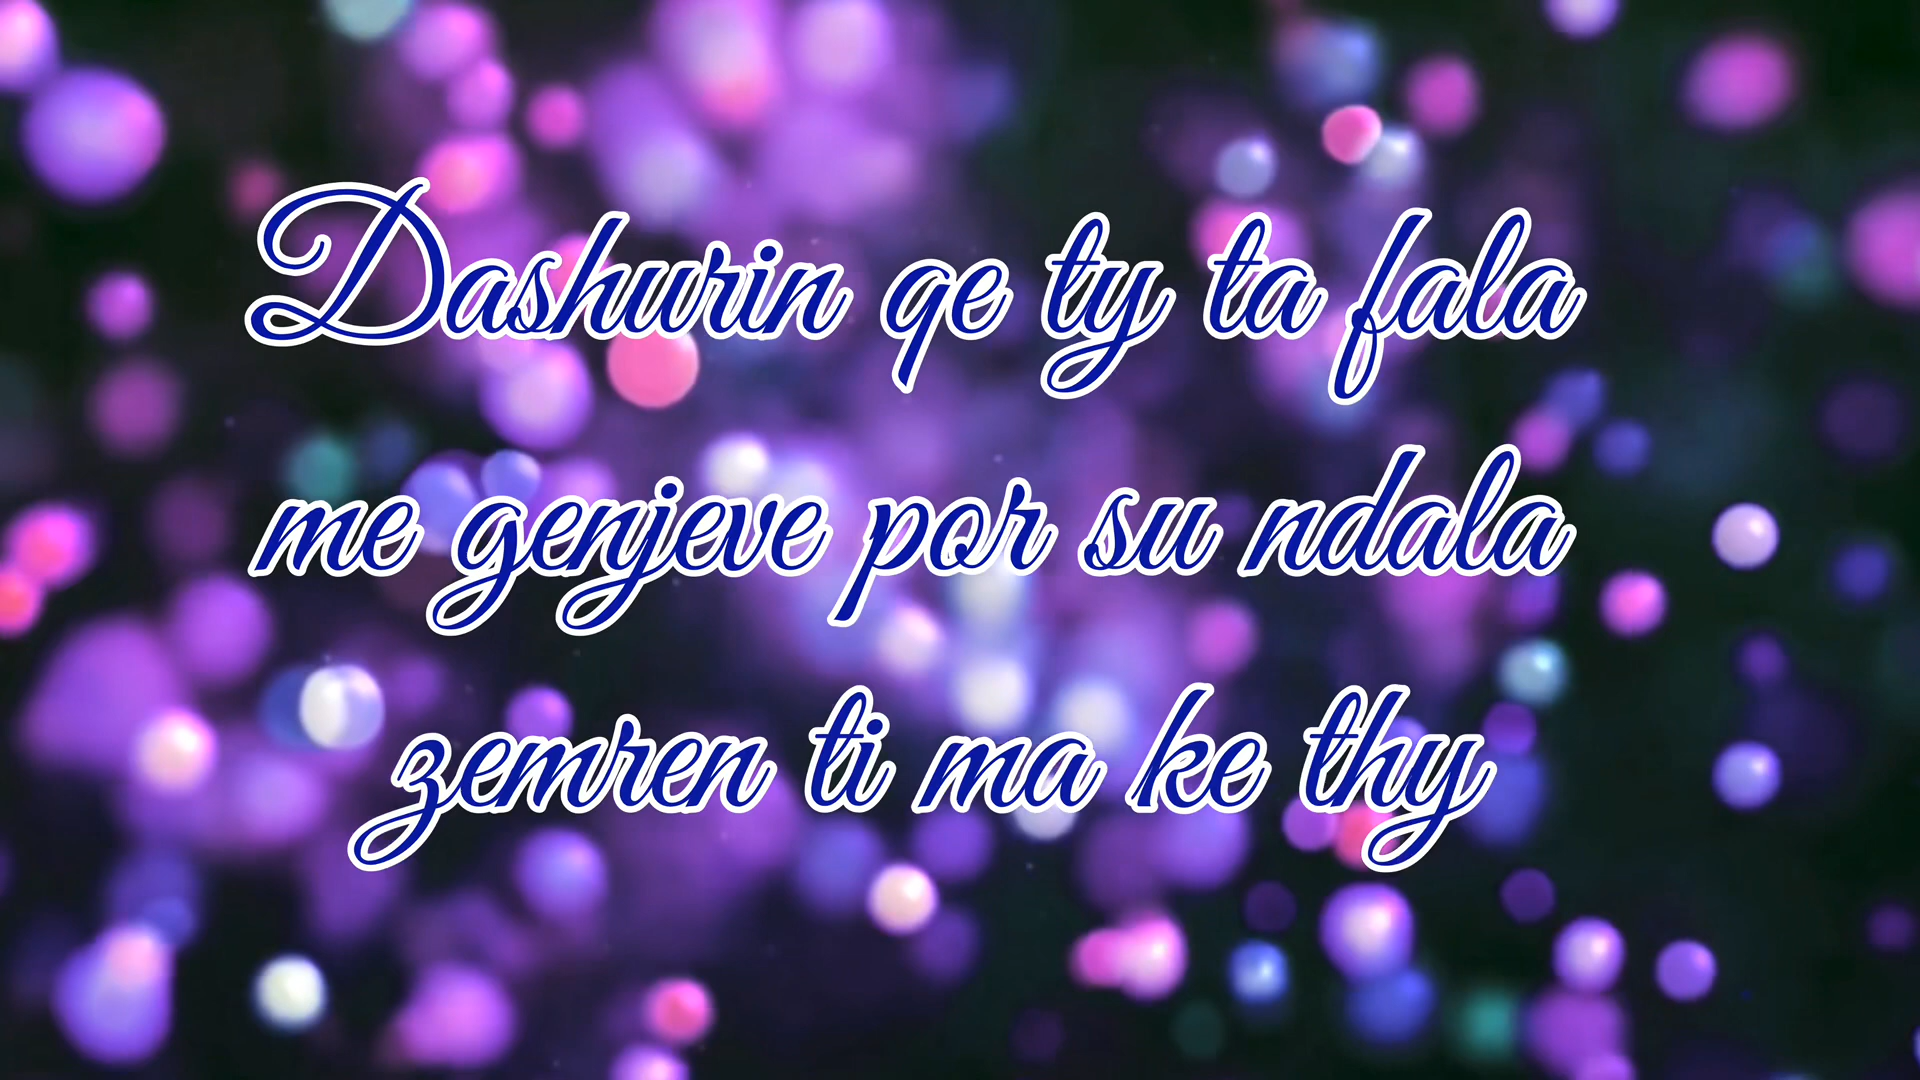 Dashurin qe ty ta fala
me genjeve por su ndala
zemren ti ma ke thy